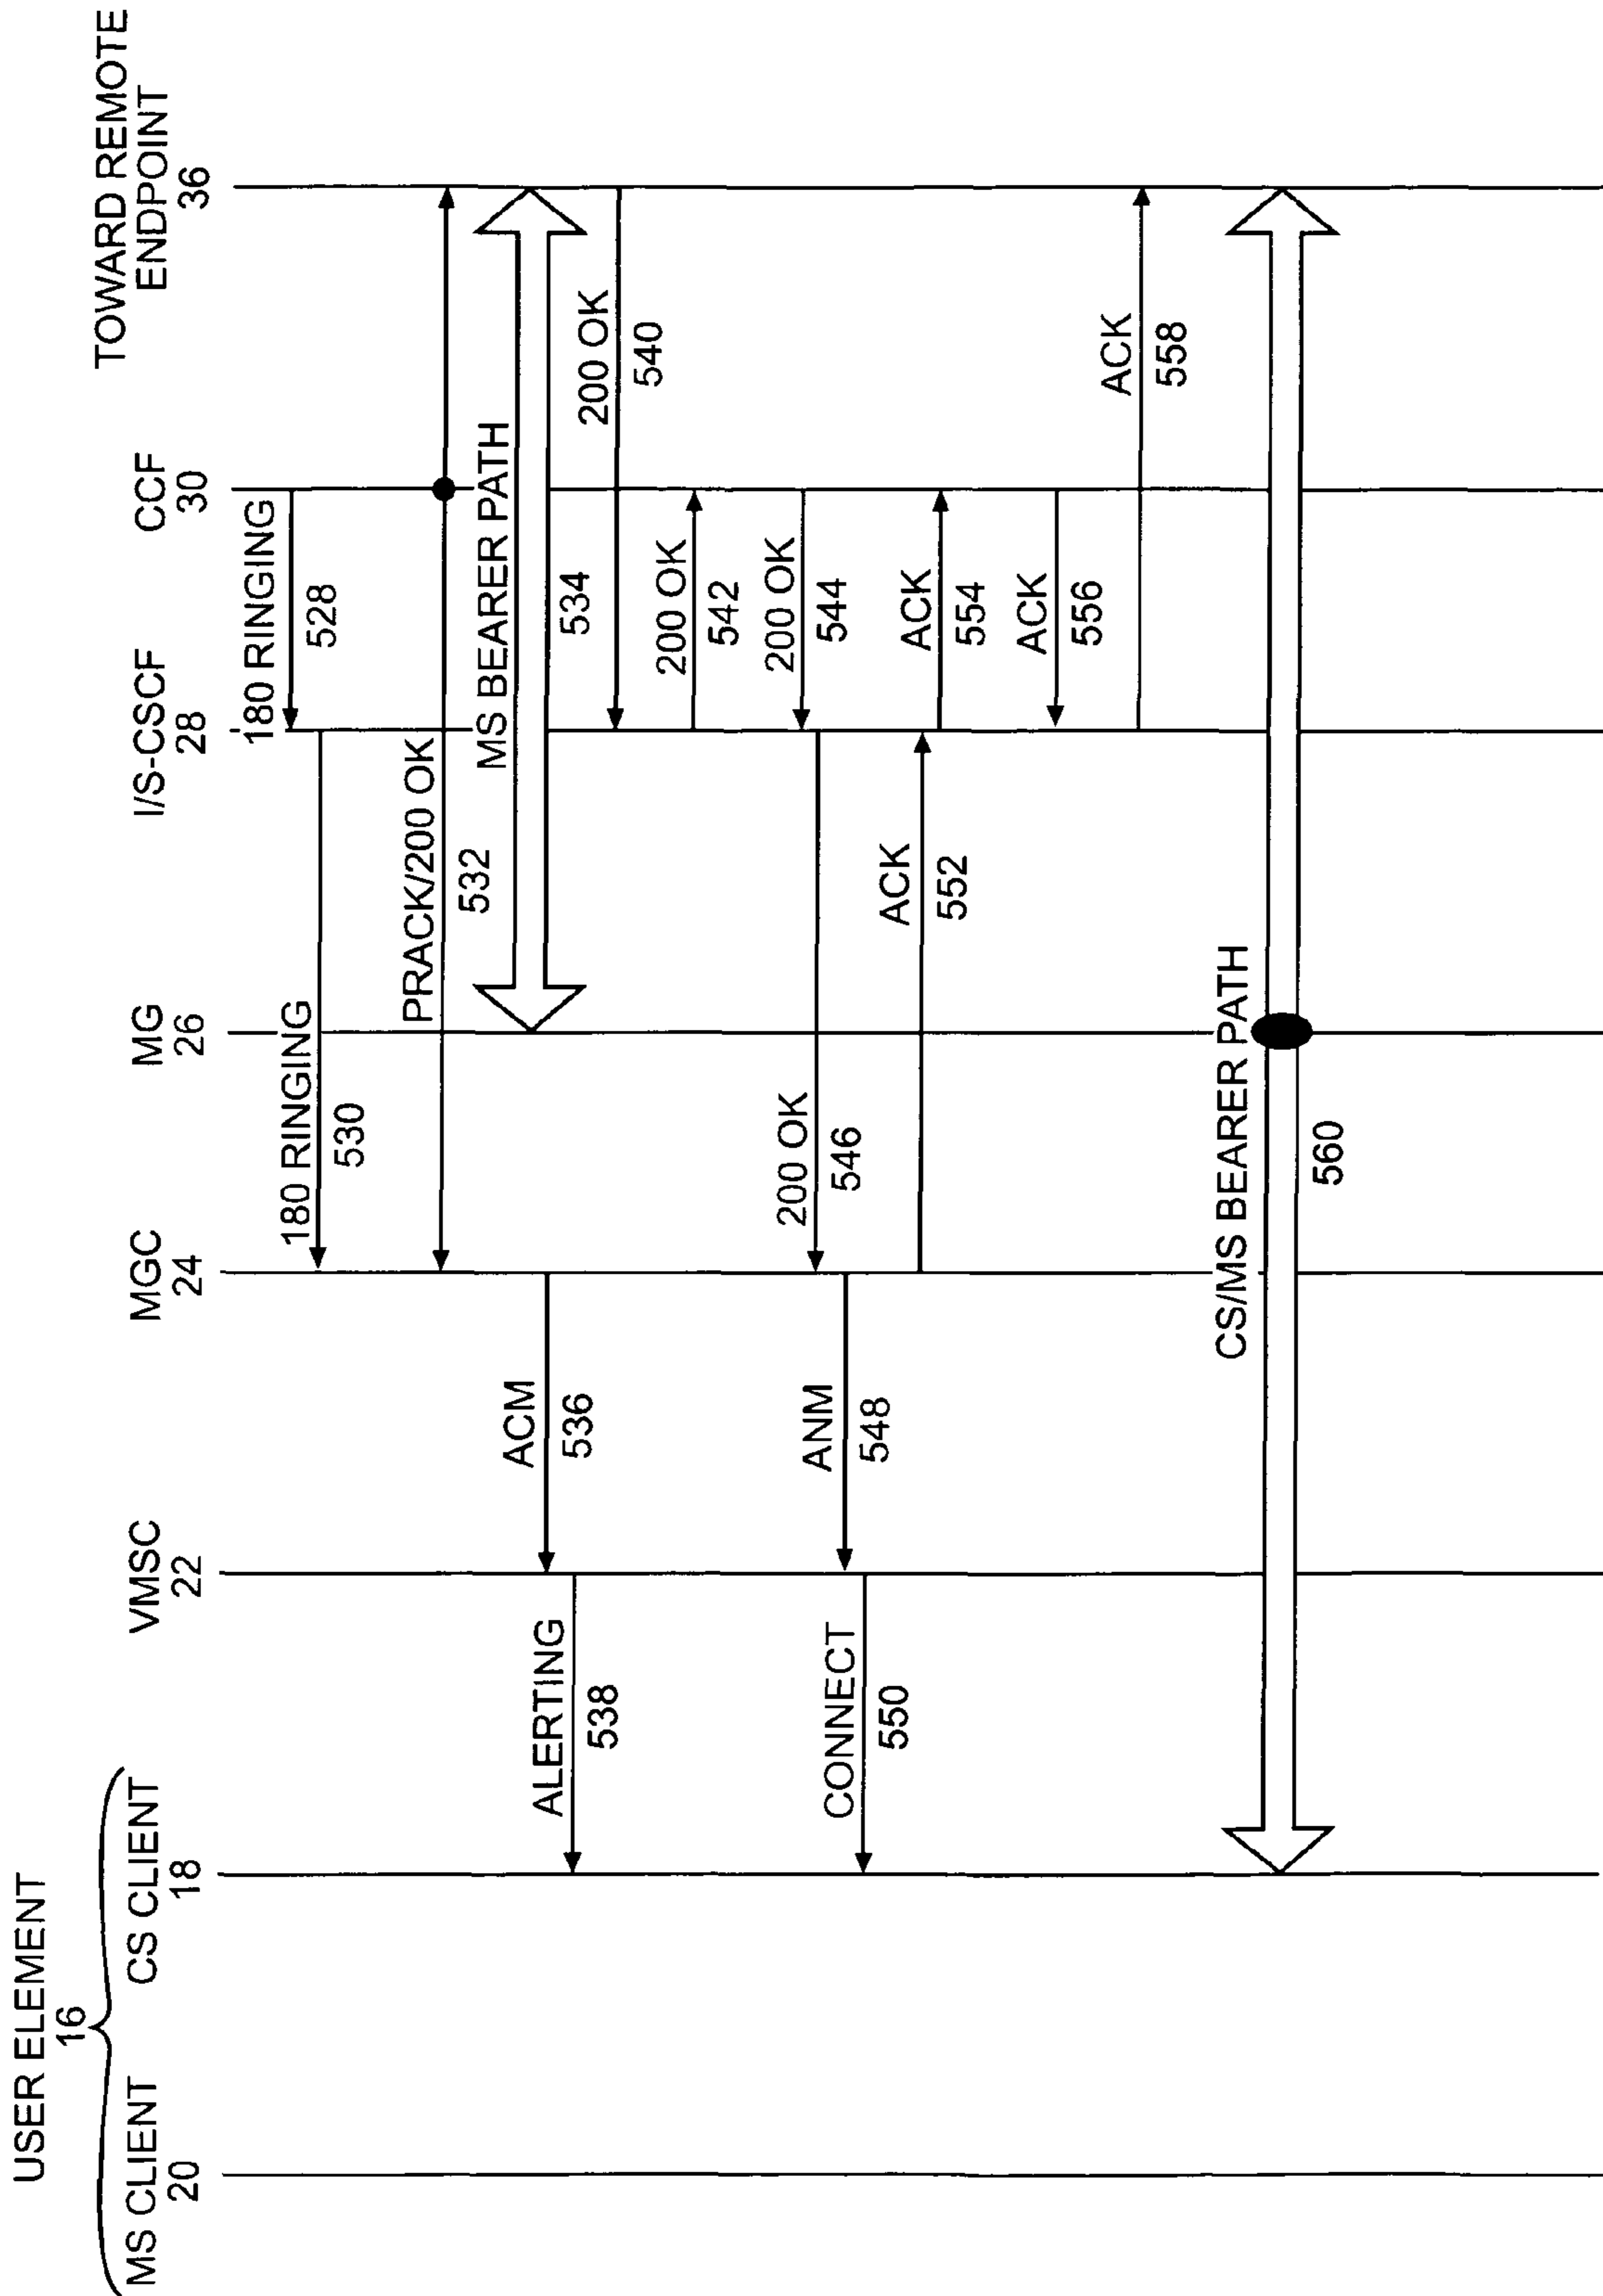 USER ELEMENT
16
MS CLIENT
20
CS CLIENT
18
VMSC
22
MGC
24
MG
26
I/S-CSCF
28
CCF
30
TOWARD REMOTE
ENDPOINT
36
180 RINGING
528
180 RINGING
530
PRACK/200 OK
532
MS BEARER PATH
534
ACM
536
ALERTING
538
200 OK
540
200 OK
542
200 OK
544
200 OK
546
ANM
548
CONNECT
550
ACK
552
ACK
554
ACK
556
ACK
558
CS/MS BEARER PATH
560